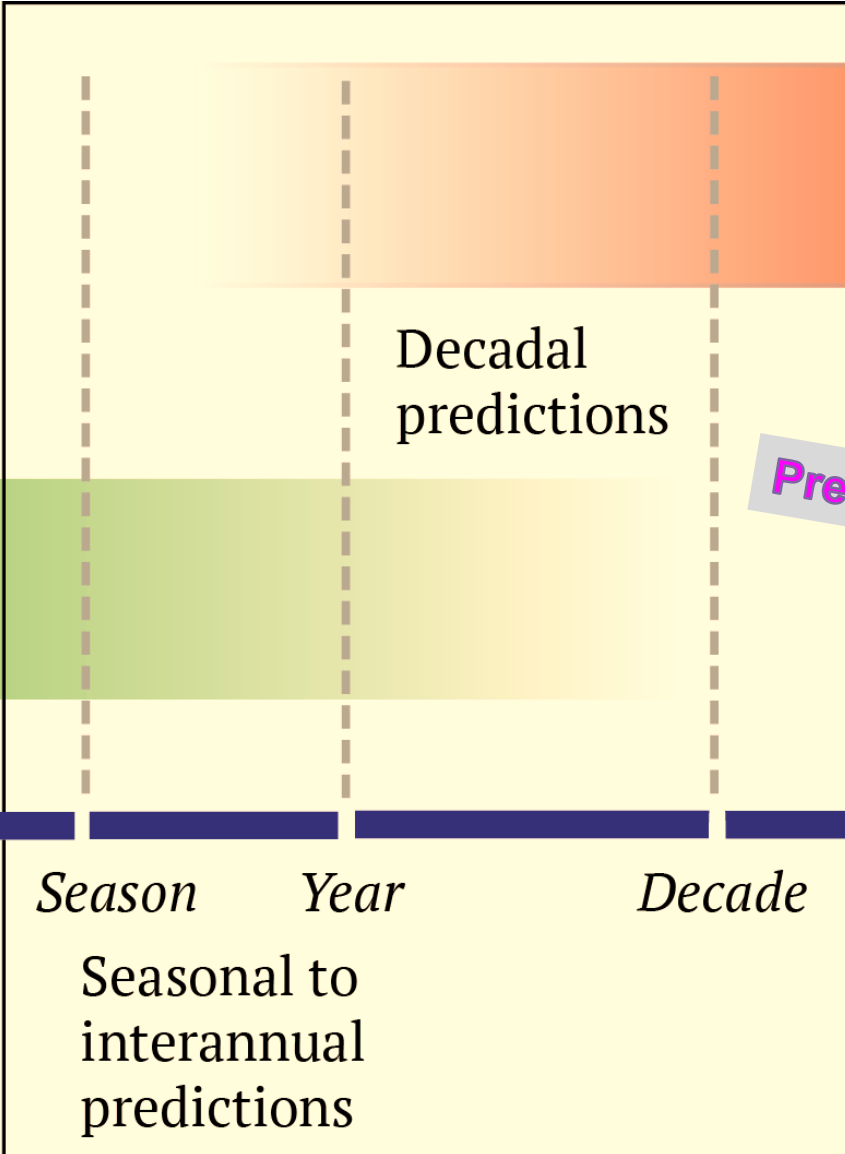 Decadal
predictions
Season Year Decade
Seasonal to
interannual
predictions